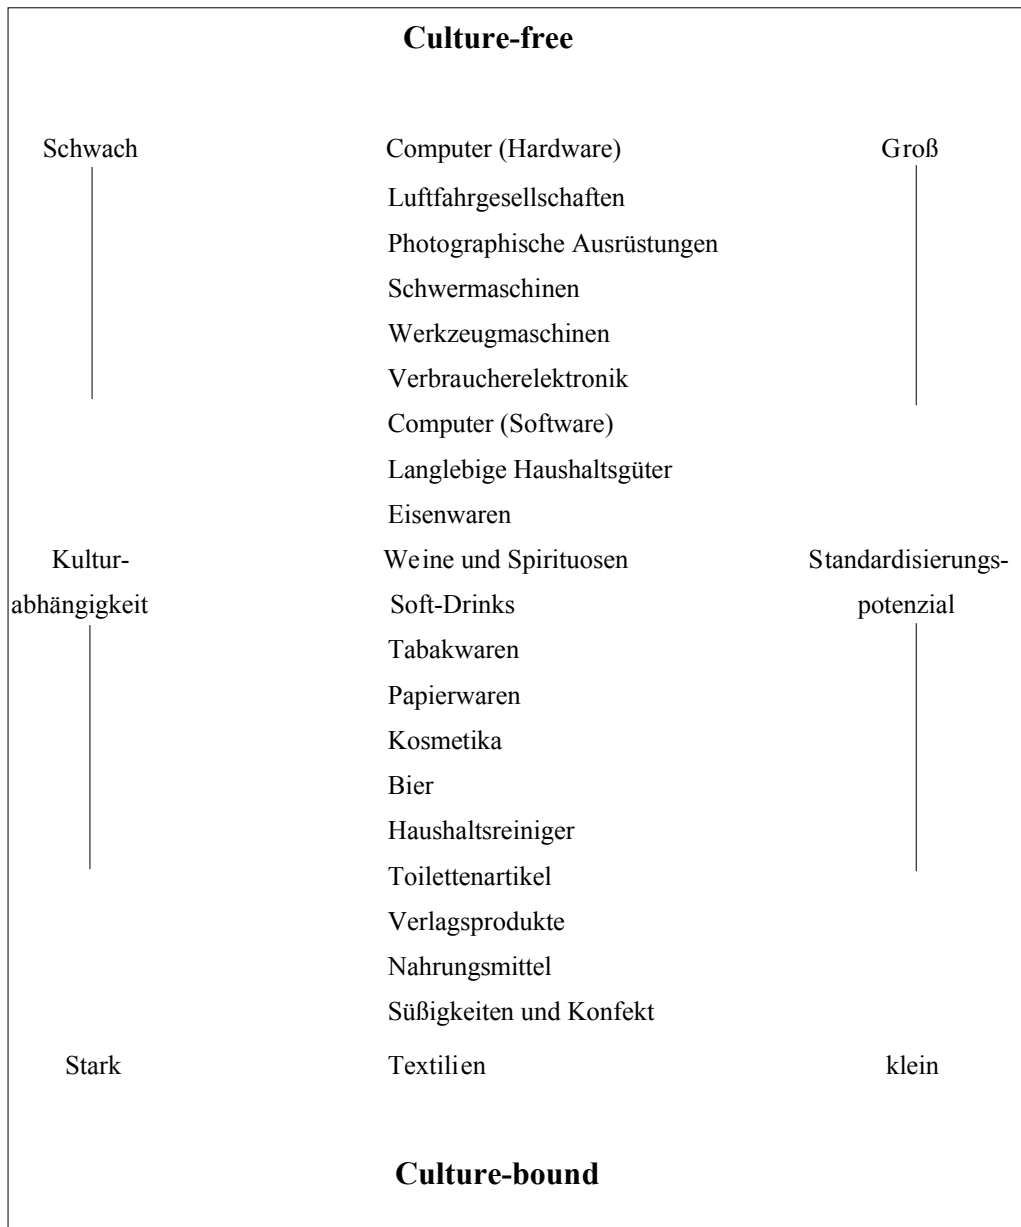 Culture-free
Schwach Computer (Hardware) Groß
Luftfahrgesellschaften
Photographische Ausrüstungen
Schwermaschinen
Werkzeugmaschinen
Verbraucherelektronik
Computer (Software)
Langlebige Haushaltsgüter
Eisenwaren
Kultur- Weine und Spirituosen Standardisierungs-
abhängigkeit Soft-Drinks potenzial
Tabakwaren
Papierwaren
Kosmetika
Bier
Haushaltsreiniger
Toilettenartikel
Verlagsprodukte
Nahrungsmittel
Süßigkeiten und Konfekt
Stark Textilien klein
Culture-bound